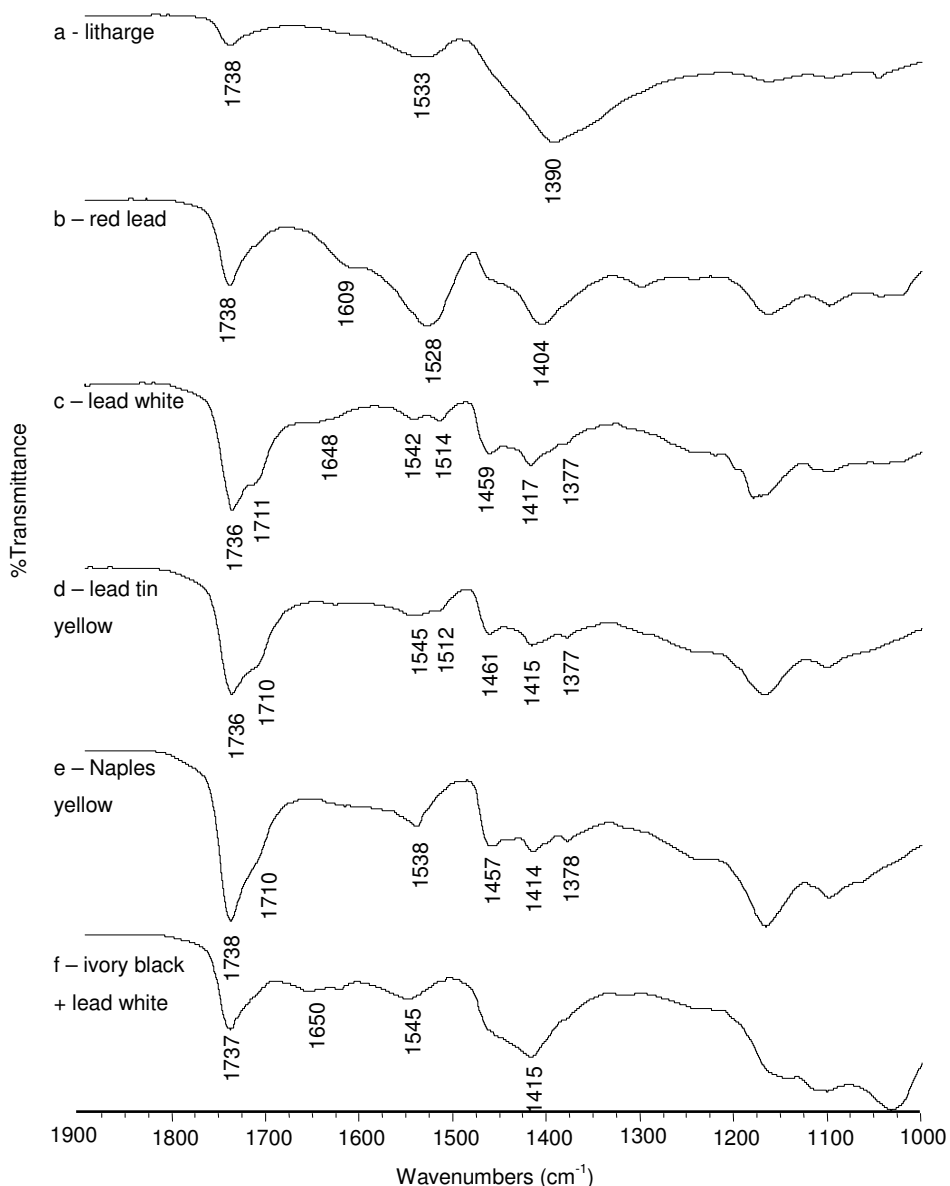 a - litharge
1738
1533
1390
b – red lead
1738
1609
1528
1404
c – lead white
1736
1711
1648
1542
1514
1459
1417
1377
%Transmittance
d – lead tin
yellow
1736
1710
1545
1512
1461
1415
1377
e – Naples
yellow
1738
1710
1538
1457
1414
1378
f – ivory black
+ lead white
1737
1650
1545
1415
1900 1800 1700 1600 1500 1400 1300 1200 1100 1000
Wavenumbers (cm⁻¹)